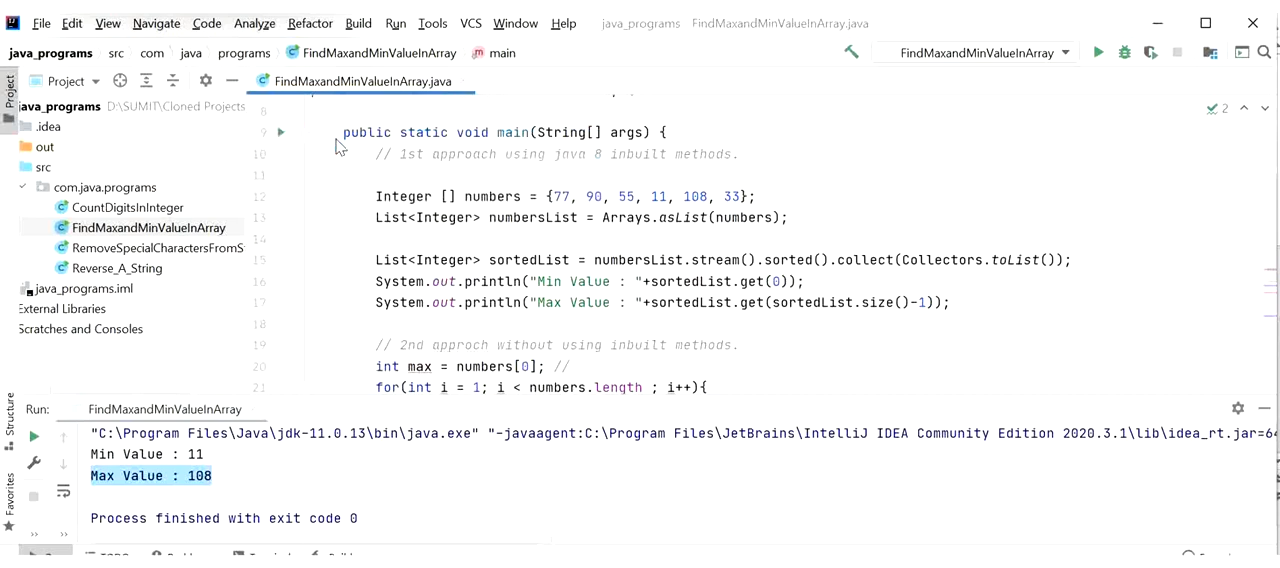 File Edit View Navigate Code Analyze Refactor Build Run Tools VCS Window Help java_programs FindMaxandMinValueInArray.java
java_programs src com java programs FindMaxandMinValueInArray main FindMaxandMinValueInArray
Project FindMaxandMinValueInArray.java
Project
java_programs D:\SUMIT\Cloned Projects
.idea
out
src
com.java.programs
CountDigitsInInteger
FindMaxandMinValueInArray
RemoveSpecialCharactersFromS
Reverse_A_String
java_programs.iml
External Libraries
Scratches and Consoles
2
8
9 public static void main(String[] args) {
10 // 1st approach using java 8 inbuilt methods.
11
12 Integer [] numbers = {77, 90, 55, 11, 108, 33};
13 List<Integer> numbersList = Arrays.asList(numbers);
14
15 List<Integer> sortedList = numbersList.stream().sorted().collect(Collectors.toList());
16 System.out.println("Min Value : "+sortedList.get(0));
17 System.out.println("Max Value : "+sortedList.get(sortedList.size()-1));
18
19 // 2nd approch without using inbuilt methods.
20 int max = numbers[0]; //
21 for(int i = 1; i < numbers.length ; i++){
Structure
Favorites
Run: FindMaxandMinValueInArray
"C:\Program Files\Java\jdk-11.0.13\bin\java.exe" "-javaagent:C:\Program Files\JetBrains\IntelliJ IDEA Community Edition 2020.3.1\lib\idea_rt.jar=64
Min Value : 11
Max Value : 108
Process finished with exit code 0